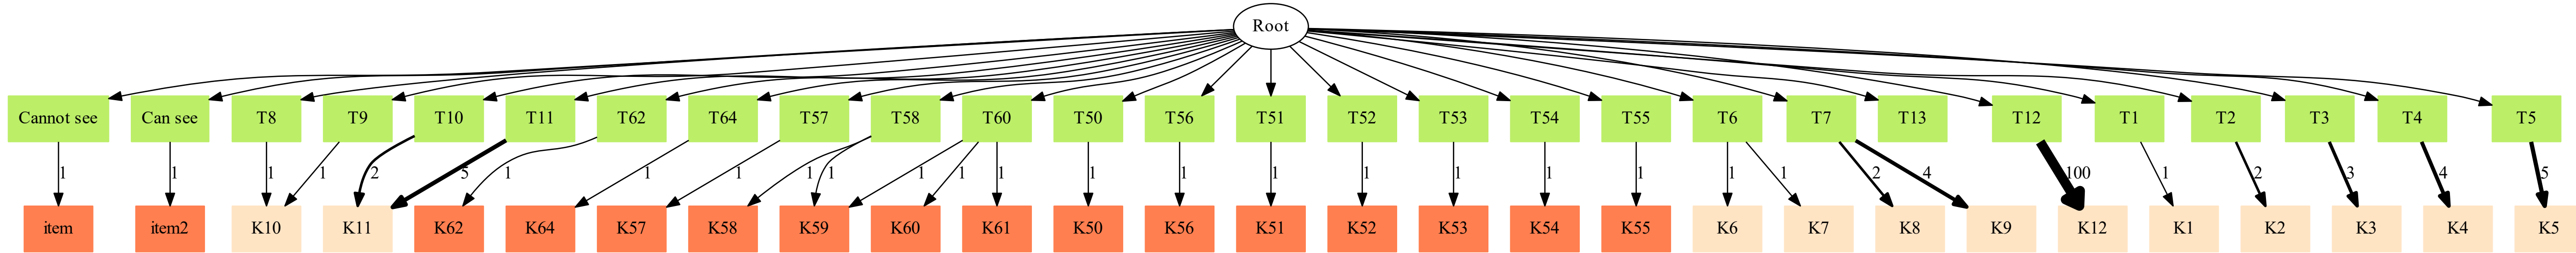 Root
Cannot see Can see T8 T9 T10 T11 T62 T64 T57 T58 T60 T50 T56 T51 T52 T53 T54 T55 T6 T7 T13 T12 T1 T2 T3 T4 T5
1 1 1 1 2 5 1 1 1 1 1 1 1 1 1 1 1 1 1 1 1 1 1 2 4 100 1 2 3 4 5
item item2 K10 K11 K62 K64 K57 K58 K59 K60 K61 K50 K56 K51 K52 K53 K54 K55 K6 K7 K8 K9 K12 K1 K2 K3 K4 K5